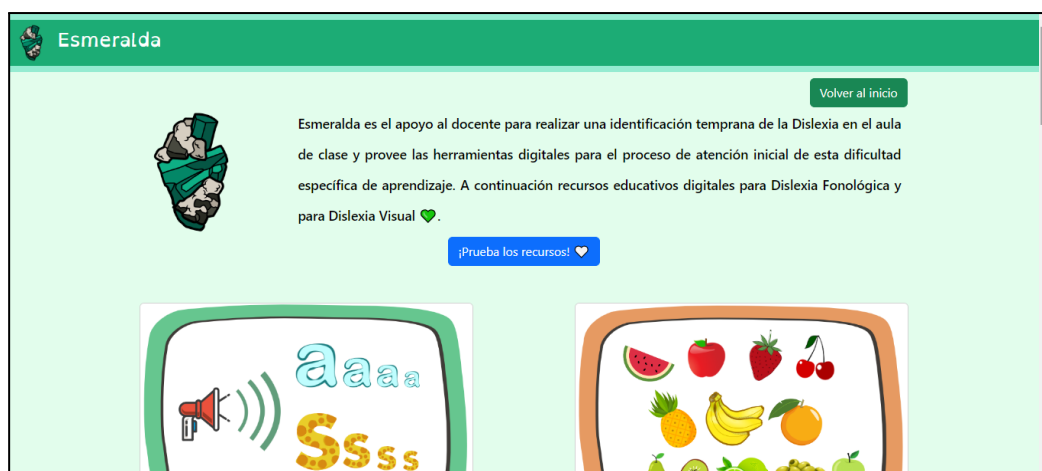 Esmeralda
Volver al inicio
Esmeralda es el apoyo al docente para realizar una identificación temprana de la Dislexia en el aula
de clase y provee las herramientas digitales para el proceso de atención inicial de esta dificultad
específica de aprendizaje. A continuación recursos educativos digitales para Dislexia Fonológica y
para Dislexia Visual 💚.
¡Prueba los recursos! 🤍
aaaa
Ssss